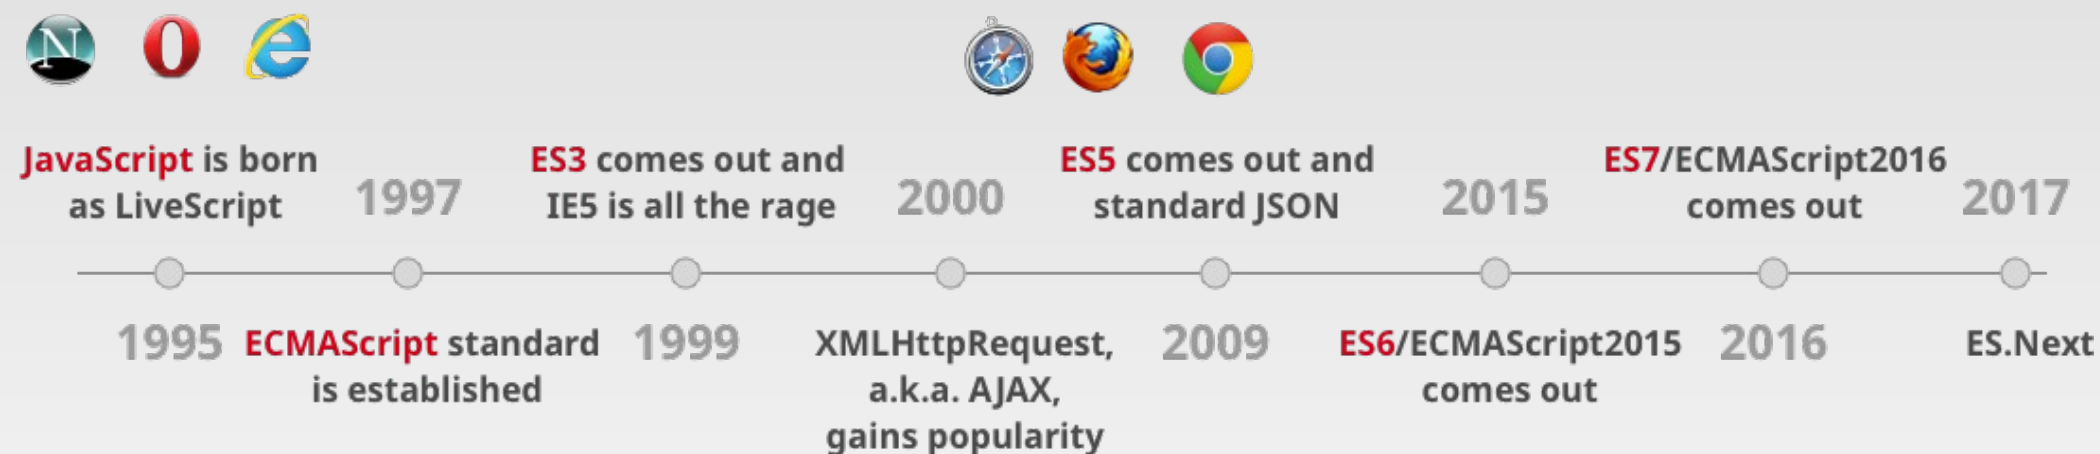 JavaScript is born
as LiveScript
1995
1997
ECMAScript standard
is established
ES3 comes out and
IE5 is all the rage
1999
2000
XMLHttpRequest,
a.k.a. AJAX,
gains popularity
ES5 comes out and
standard JSON
2009
2015
ES6/ECMAScript2015
comes out
ES7/ECMAScript2016
comes out
2016
2017
ES.Next